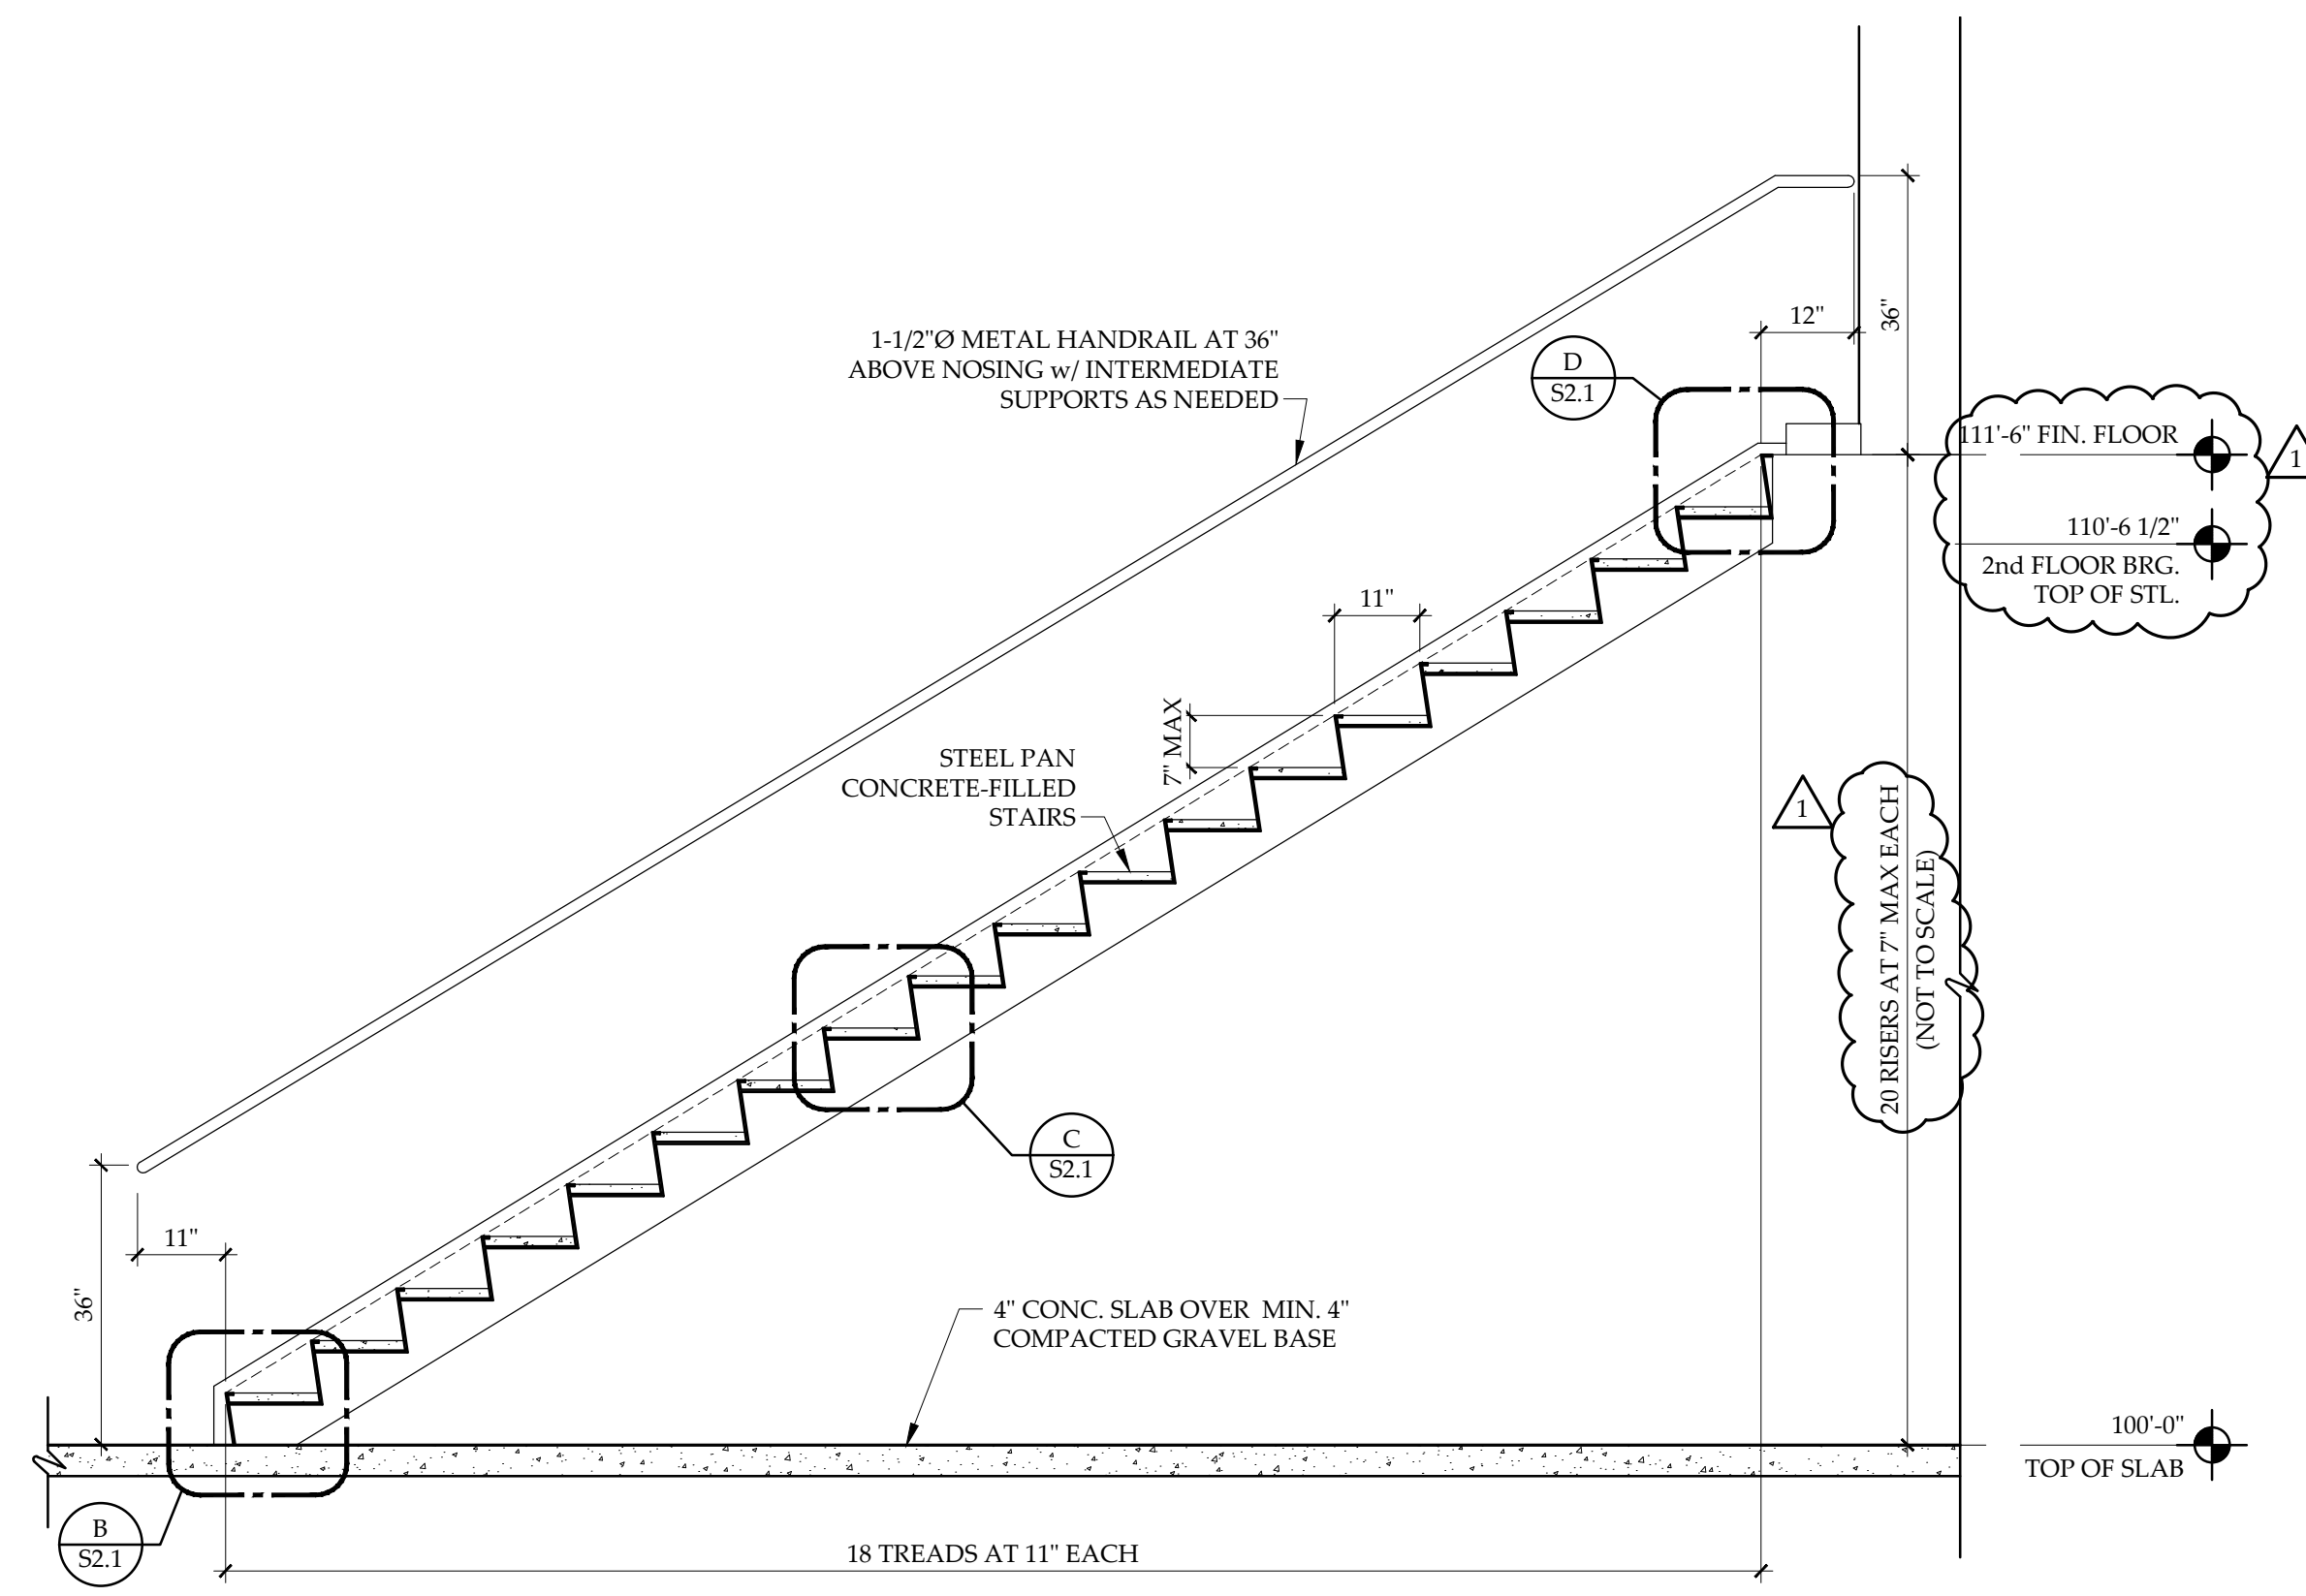 1-1/2"Ø METAL HANDRAIL AT 36"
ABOVE NOSING w/ INTERMEDIATE
SUPPORTS AS NEEDED
D
S2.1
12"
36"
111'-6" FIN. FLOOR
1
110'-6 1/2"
2nd FLOOR BRG.
TOP OF STL.
11"
7" MAX
STEEL PAN
CONCRETE-FILLED
STAIRS
1
20 RISERS AT 7" MAX EACH
(NOT TO SCALE)
C
S2.1
11"
36"
4" CONC. SLAB OVER MIN. 4"
COMPACTED GRAVEL BASE
100'-0"
TOP OF SLAB
B
S2.1
18 TREADS AT 11" EACH